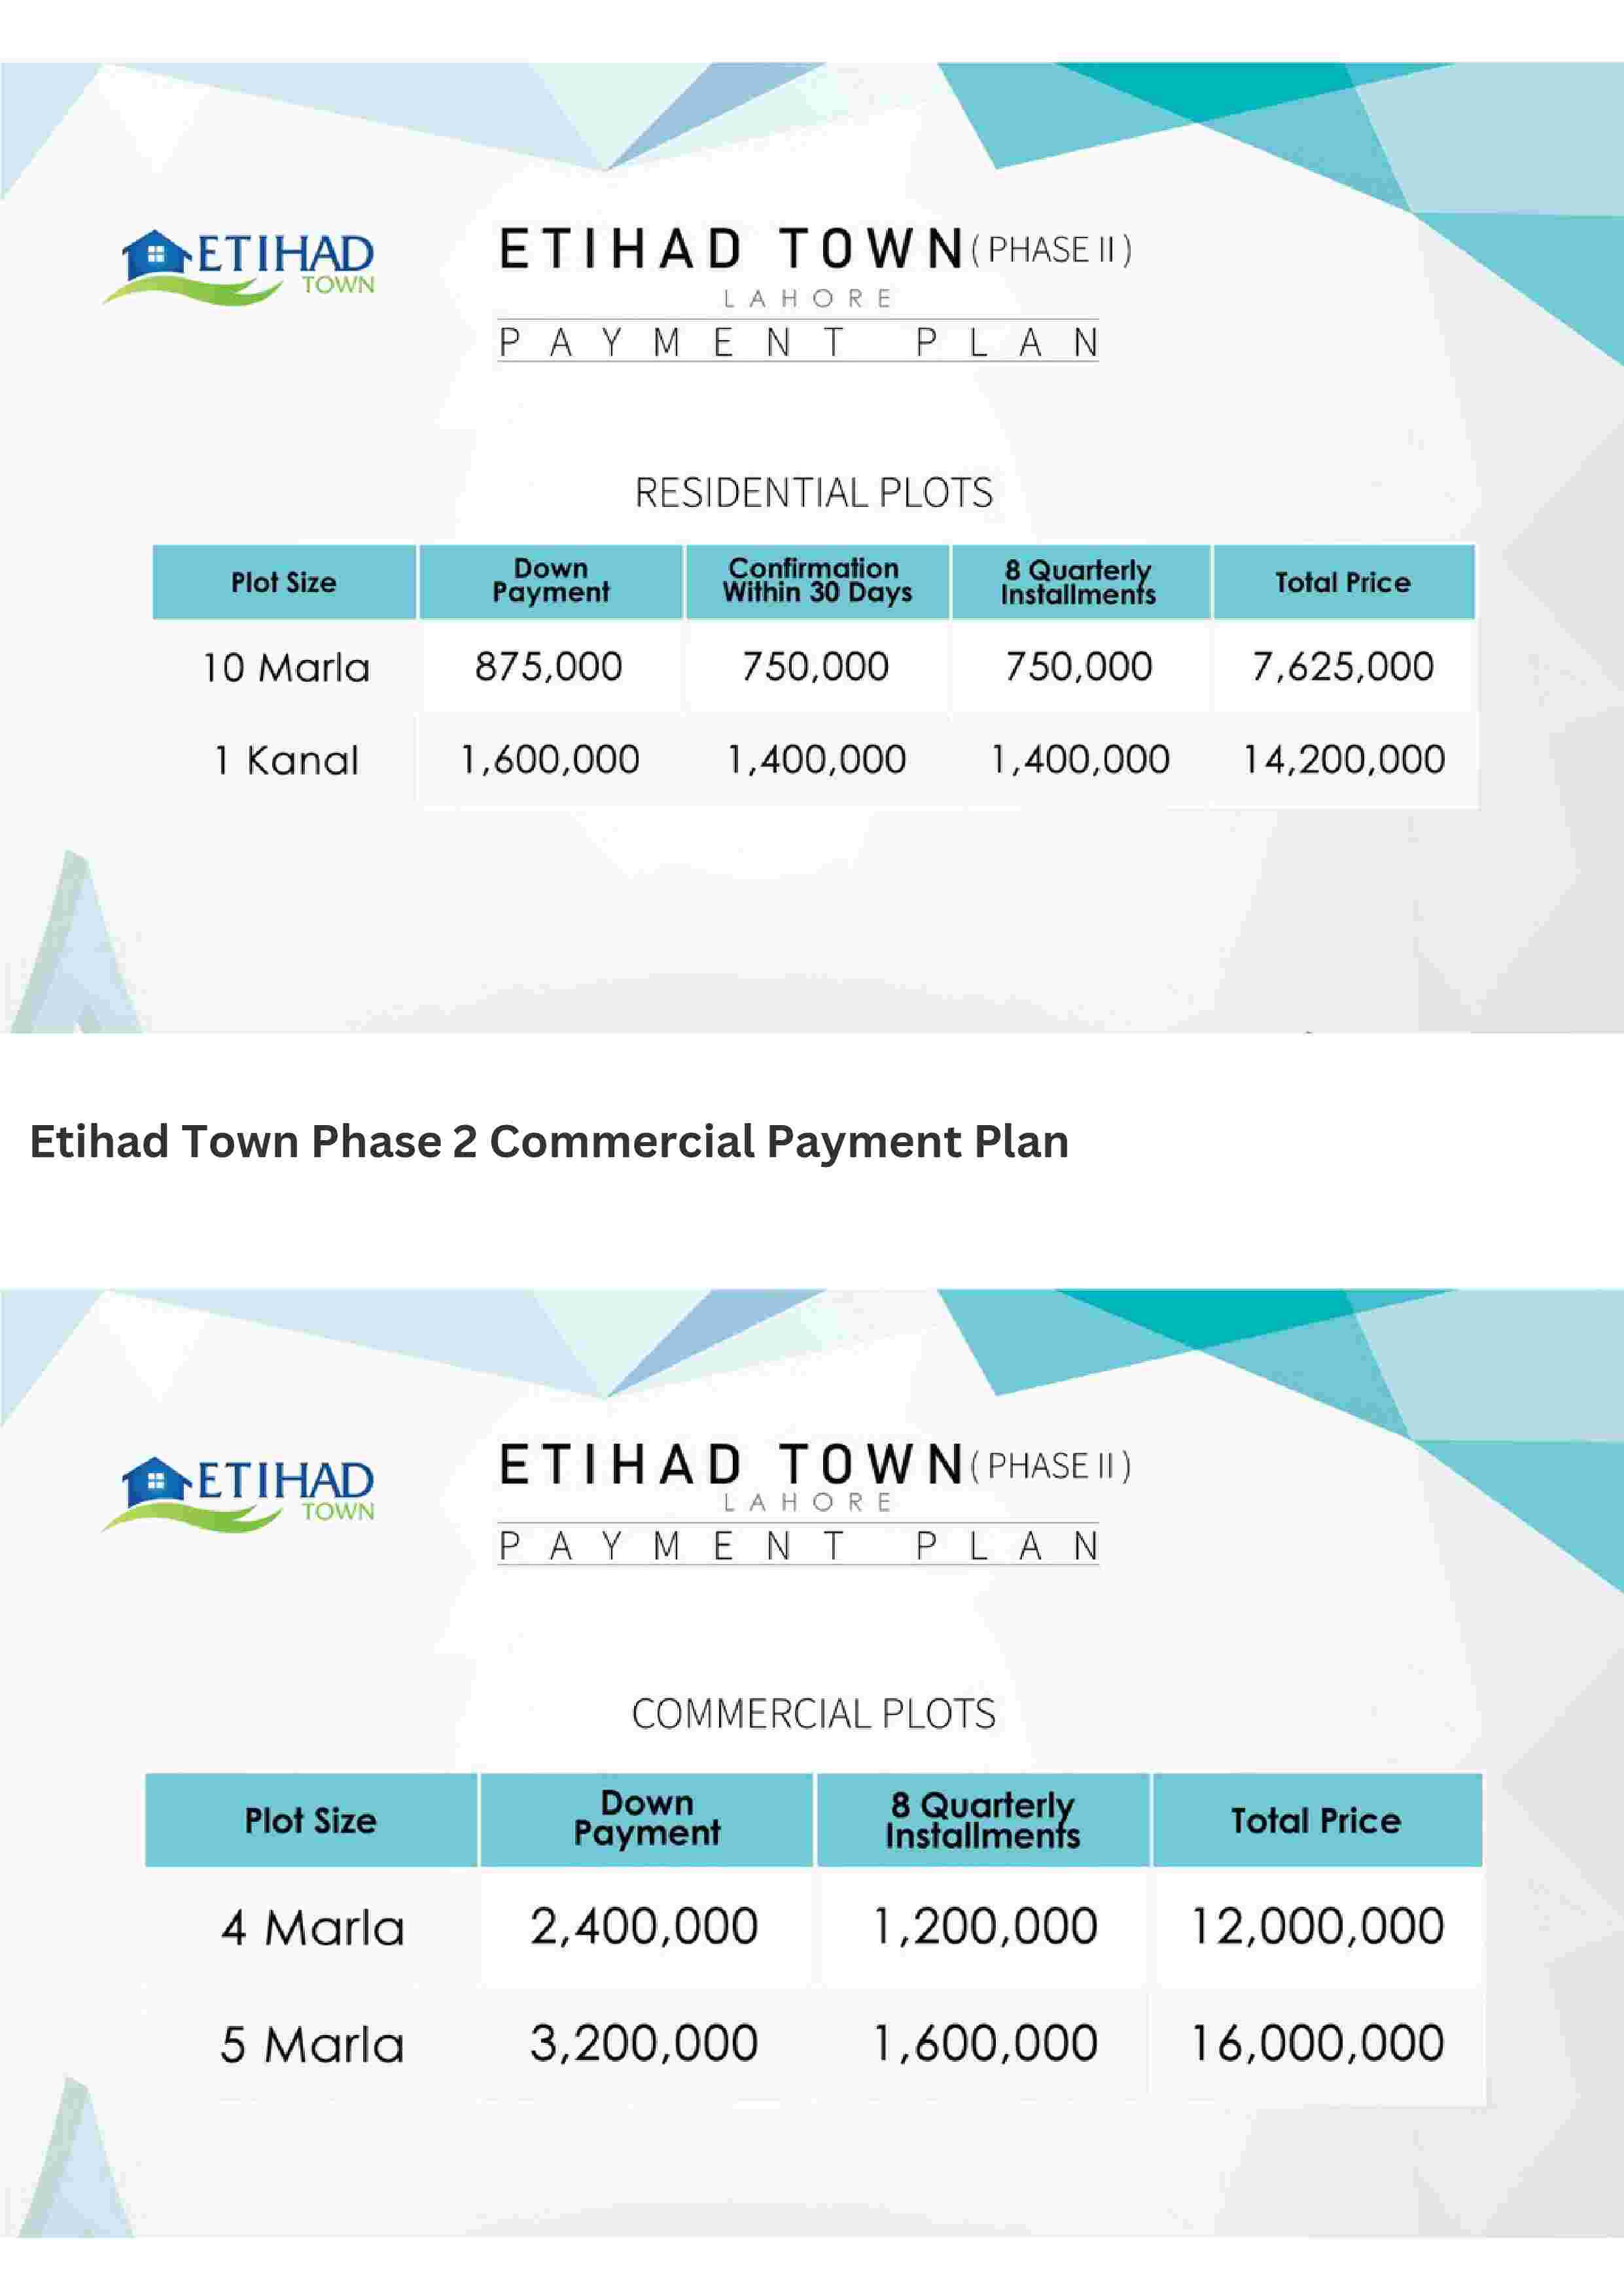 ETIHAD
TOWN
ETIHAD TOWN (PHASE II)
LAHORE
PAYMENT PLAN
RESIDENTIAL PLOTS
Plot Size Down Payment Confirmation Within 30 Days 8 Quarterly Installments Total Price
10 Marla 875,000 750,000 750,000 7,625,000
1 Kanal 1,600,000 1,400,000 1,400,000 14,200,000
Etihad Town Phase 2 Commercial Payment Plan
ETIHAD
TOWN
ETIHAD TOWN (PHASE II)
LAHORE
PAYMENT PLAN
COMMERCIAL PLOTS
Plot Size Down Payment 8 Quarterly Installments Total Price
4 Marla 2,400,000 1,200,000 12,000,000
5 Marla 3,200,000 1,600,000 16,000,000